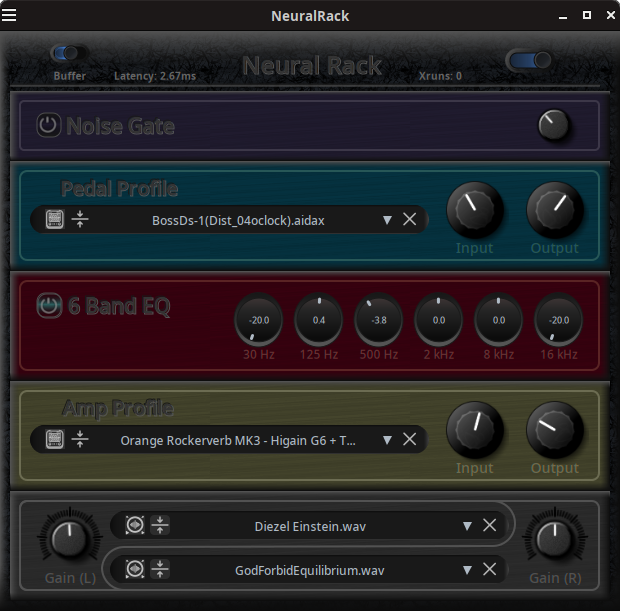 NeuralRack
Buffer
Latency: 2.67ms
Neural Rack
Xruns: 0
Noise Gate
Pedal Profile
BossDs-1(Dist_04oclock).aidax
Input
Output
6 Band EQ
-20.0 0.4 -3.8 0.0 0.0 -20.0
30 Hz 125 Hz 500 Hz 2 kHz 8 kHz 16 kHz
Amp Profile
Orange Rockerverb MK3 - Higain G6 + T...
Input
Output
Diezel Einstein.wav
GodForbidEquilibrium.wav
Gain (L)
Gain (R)